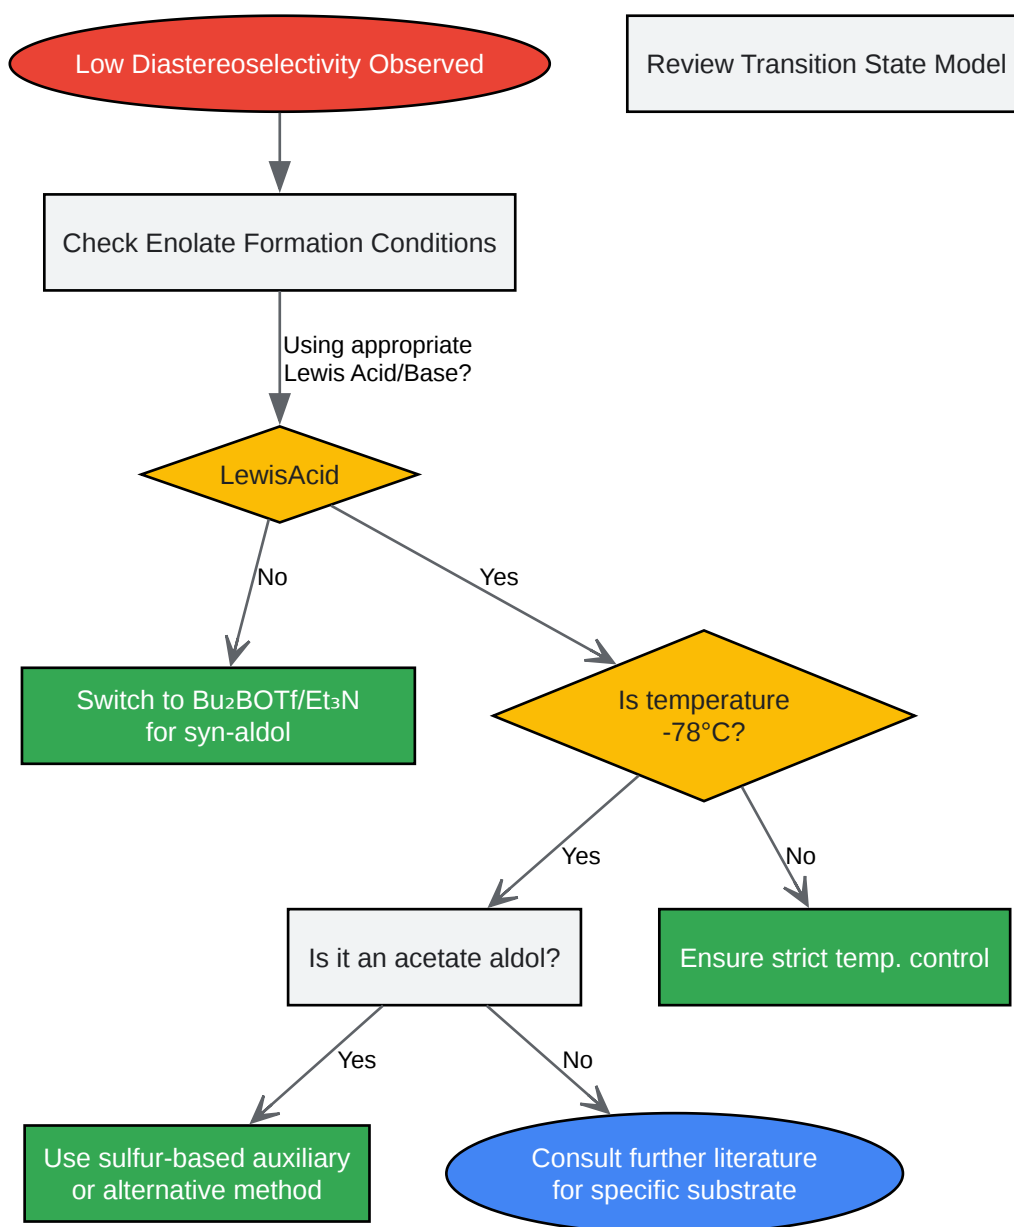 Low Diastereoselectivity Observed
Review Transition State Model
Check Enolate Formation Conditions
Using appropriate
Lewis Acid/Base?
LewisAcid
No
Yes
Switch to Bu₂BOTf/Et₃N
for syn-aldol
Is temperature
-78°C?
Yes
No
Is it an acetate aldol?
Ensure strict temp. control
Yes
No
Use sulfur-based auxiliary
or alternative method
Consult further literature
for specific substrate